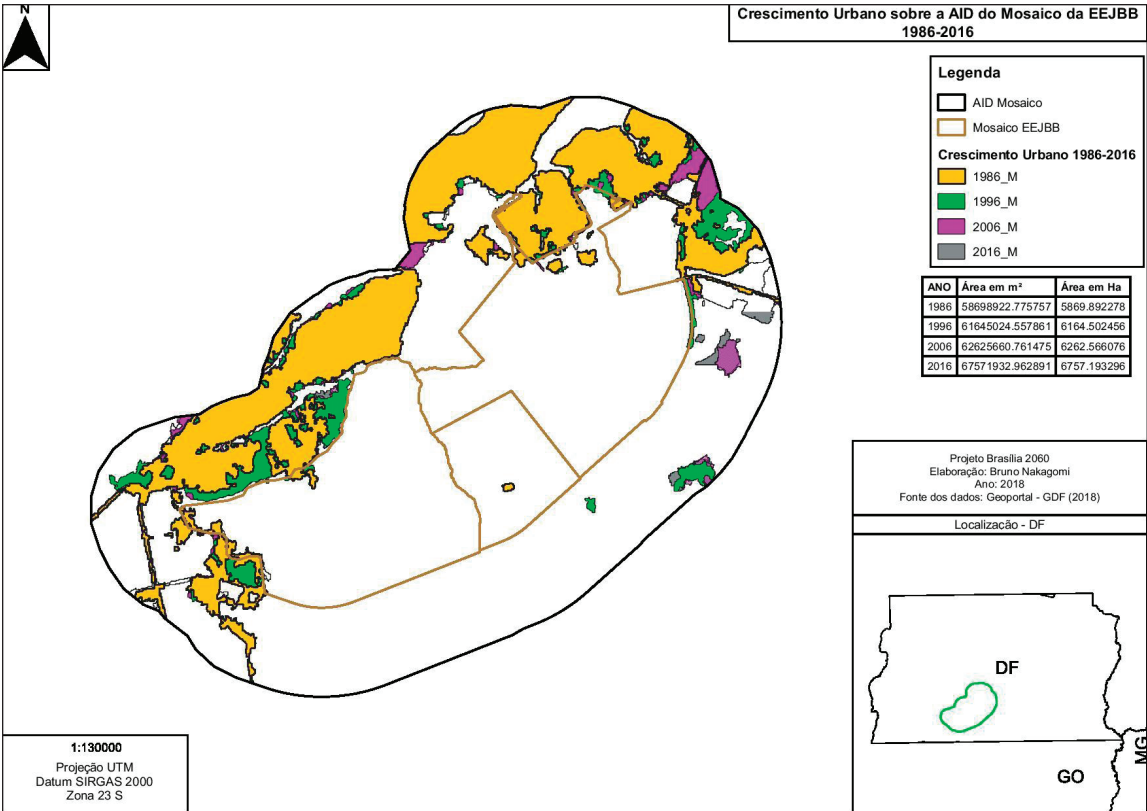 N
Crescimento Urbano sobre a AID do Mosaico da EEJBB
1986-2016
Legenda
AID Mosaico
Mosaico EEJBB
Crescimento Urbano 1986-2016
1986_M
1996_M
2006_M
2016_M
ANO Área em m² Área em Ha
1986 58698922.775757 5869.892278
1996 61645024.557861 6164.502456
2006 62625660.761475 6262.566076
2016 67571932.962891 6757.193296
Projeto Brasília 2060
Elaboração: Bruno Nakagomi
Ano: 2018
Fonte dos dados: Geoportal - GDF (2018)
Localização - DF
DF
GO
MG
1:130000
Projeção UTM
Datum SIRGAS 2000
Zona 23 S